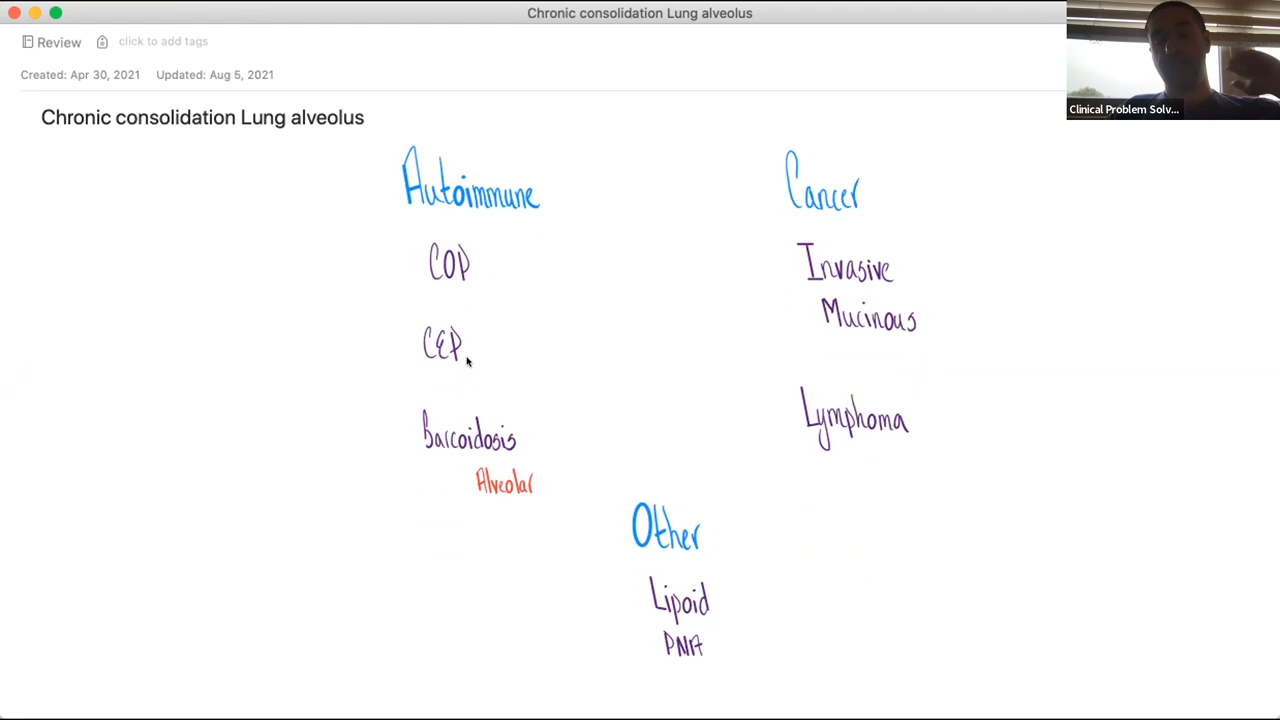 Chronic consolidation Lung alveolus
Review
click to add tags
Created: Apr 30, 2021 Updated: Aug 5, 2021
Clinical Problem Solv...
Chronic consolidation Lung alveolus
Autoimmune
COP
CEP
Barcoidosis
Alveolar
Cancer
Invasive
Mucinous
Lymphoma
Other
Lipoid
PNA